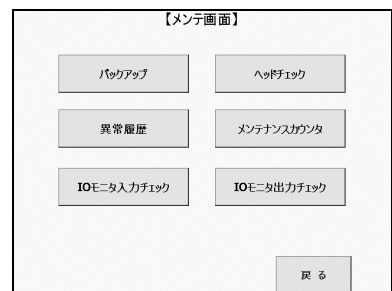 【メンテ画面】
バックアップ ヘッドチェック
異常履歴 メンテナンスカウンタ
IOモニタ入力チェック IOモニタ出力チェック
戻る